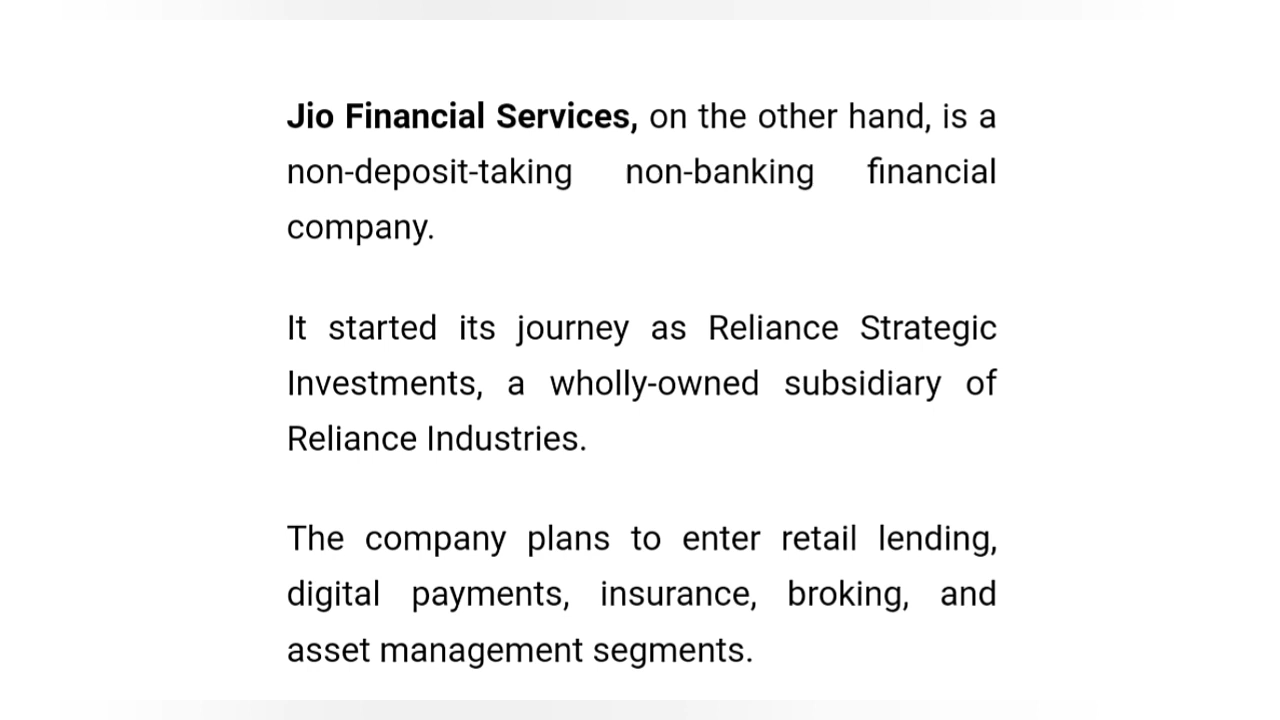 Jio Financial Services, on the other hand, is a
non-deposit-taking non-banking financial
company.
It started its journey as Reliance Strategic
Investments, a wholly-owned subsidiary of
Reliance Industries.
The company plans to enter retail lending,
digital payments, insurance, broking, and
asset management segments.